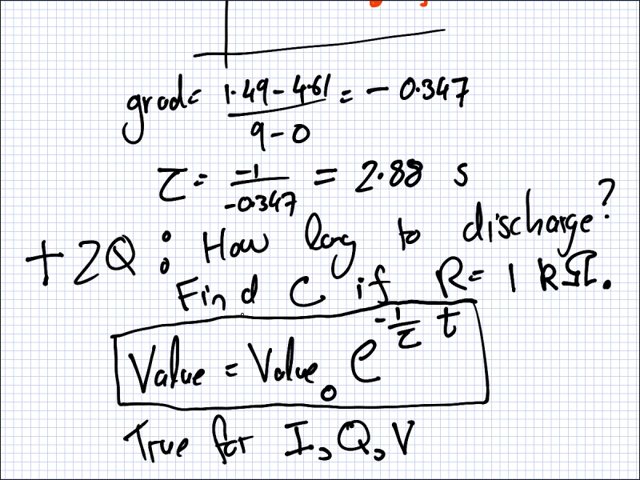 grad = 1.49 - 4.61 / 9 - 0 = - 0.347
τ = -1 / -0.347 = 2.88 s
+ 2Q : How long to discharge?
Find C if R = 1 kΩ.
Value = Value₀ e^(-1/τ t)
True for I, Q, V